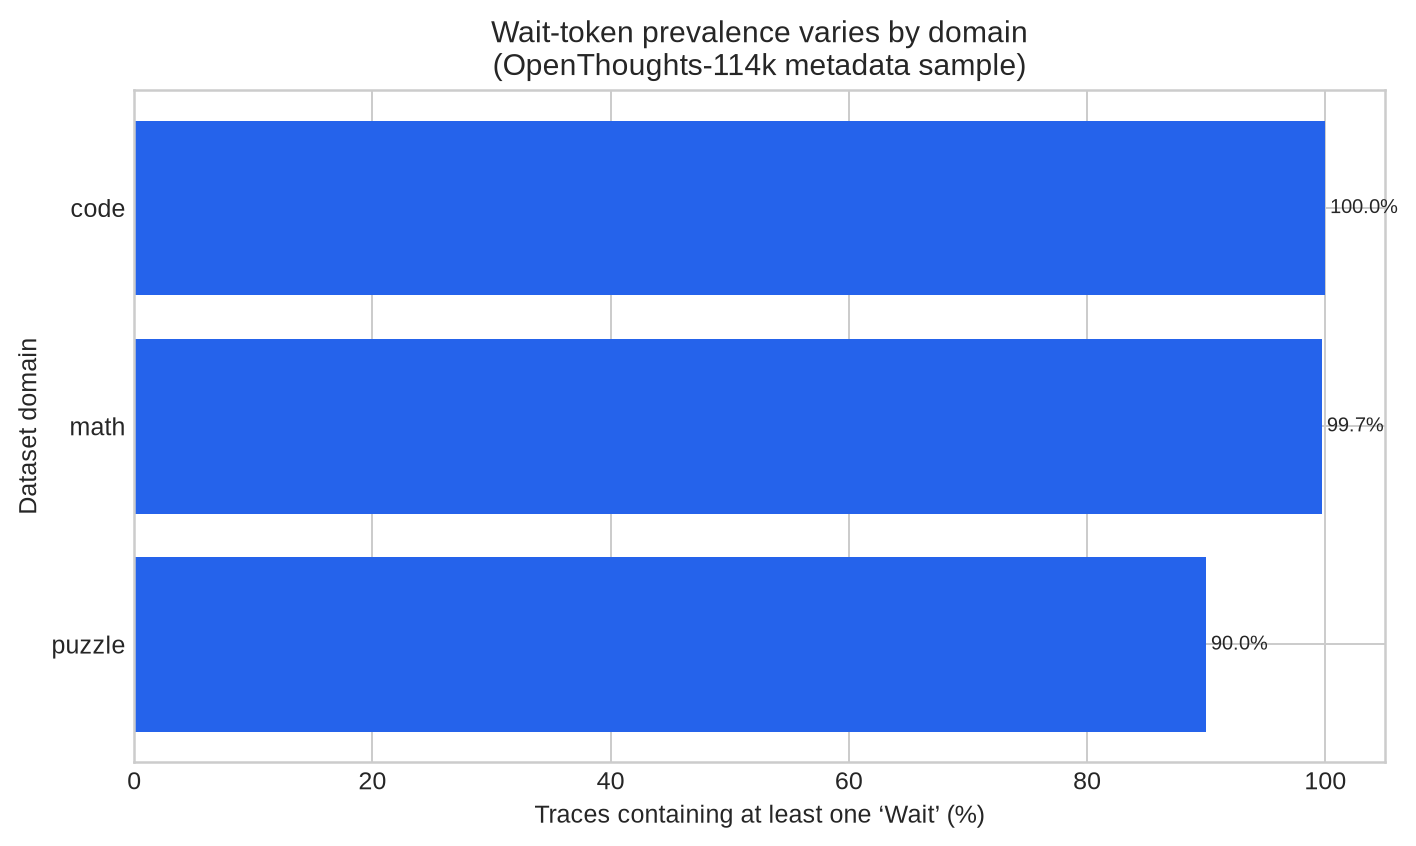 Wait-token prevalence varies by domain
(OpenThoughts-114k metadata sample)
Dataset domain
code
100.0%
math
99.7%
puzzle
90.0%
0 20 40 60 80 100
Traces containing at least one ‘Wait’ (%)